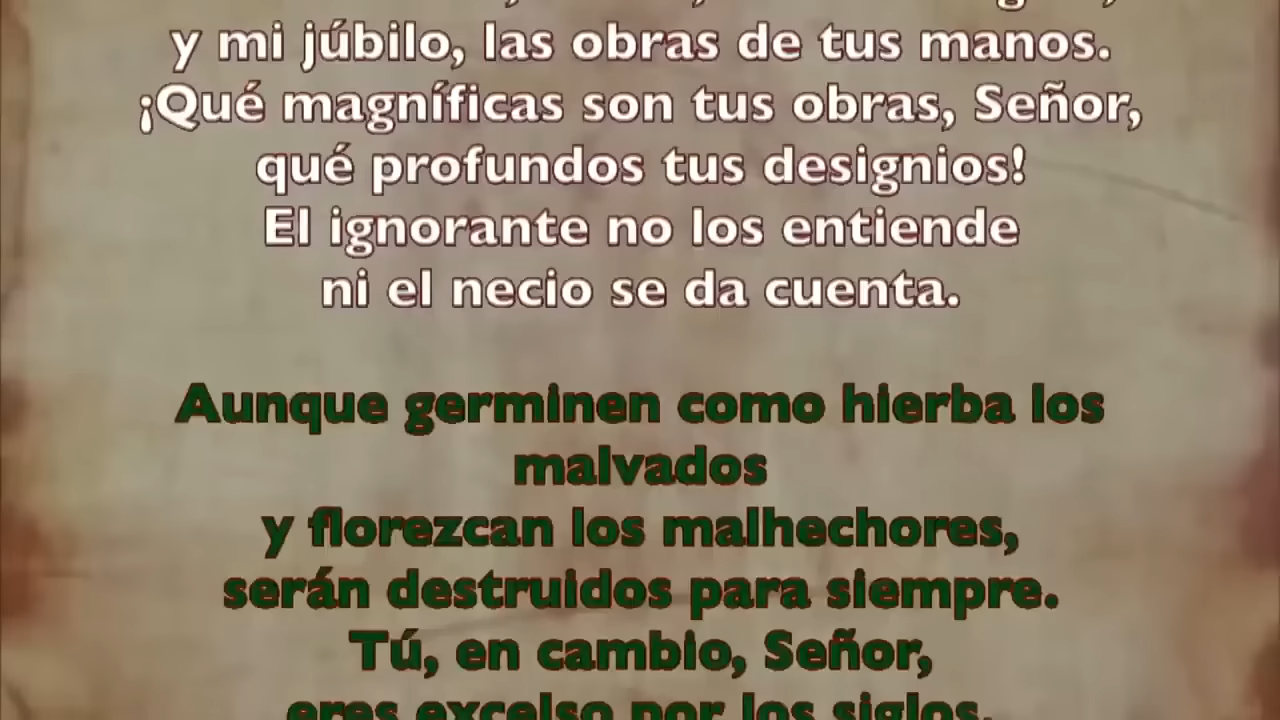 y mi júbilo, las obras de tus manos.
¡Qué magníficas son tus obras, Señor,
qué profundos tus designios!
El ignorante no los entiende
ni el necio se da cuenta.
Aunque germinen como hierba los
malvados
y florezcan los malhechores,
serán destruidos para siempre.
Tú, en cambio, Señor,
eres excelso por los siglos.